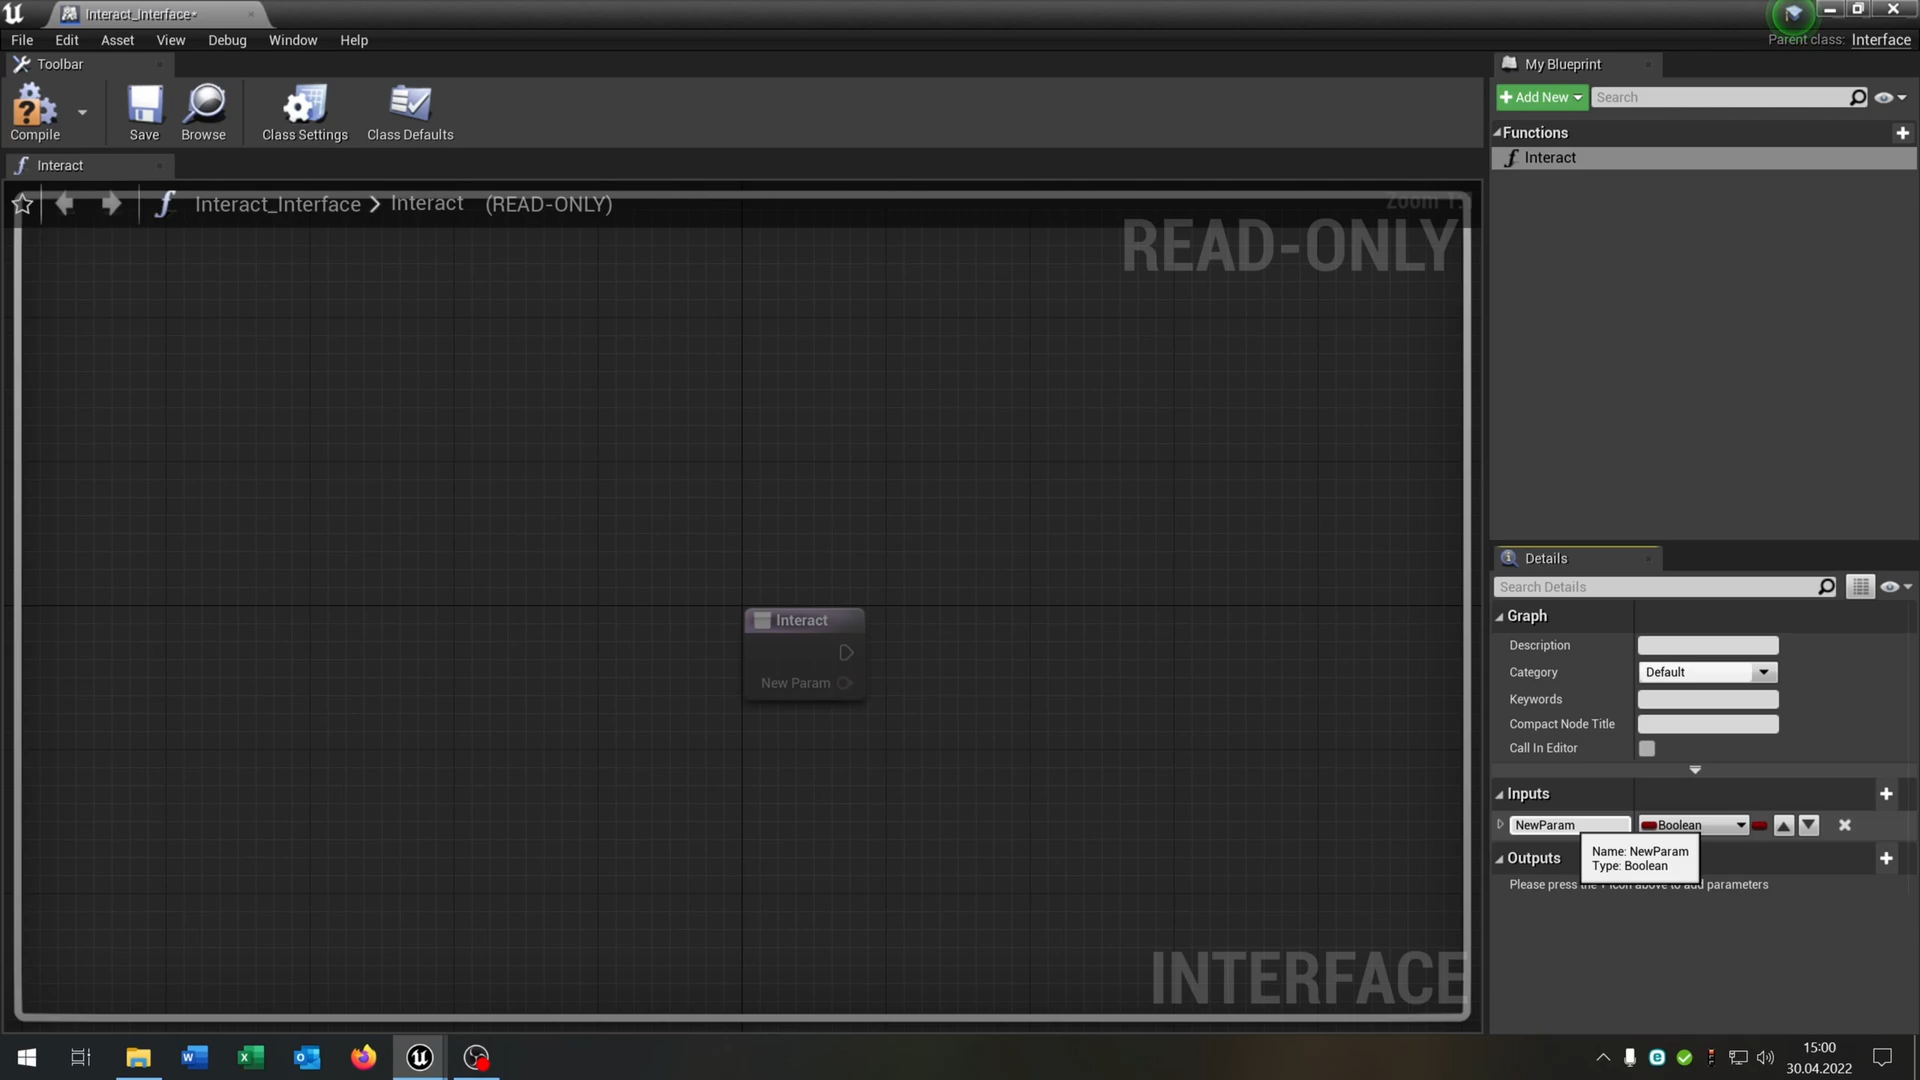 Interact_Interface*
File Edit Asset View Debug Window Help
Parent class: Interface
Toolbar
My Blueprint
Compile
Save
Browse
Class Settings
Class Defaults
+ Add New
Search
Functions
Interact
Interact
Interact_Interface > Interact (READ-ONLY)
READ-ONLY
Interact
New Param
INTERFACE
Details
Search Details
Graph
Description
Category
Default
Keywords
Compact Node Title
Call In Editor
Inputs
NewParam
Boolean
Name: NewParam
Type: Boolean
Outputs
Please press the
icon above to add parameters
15:00
30.04.2022